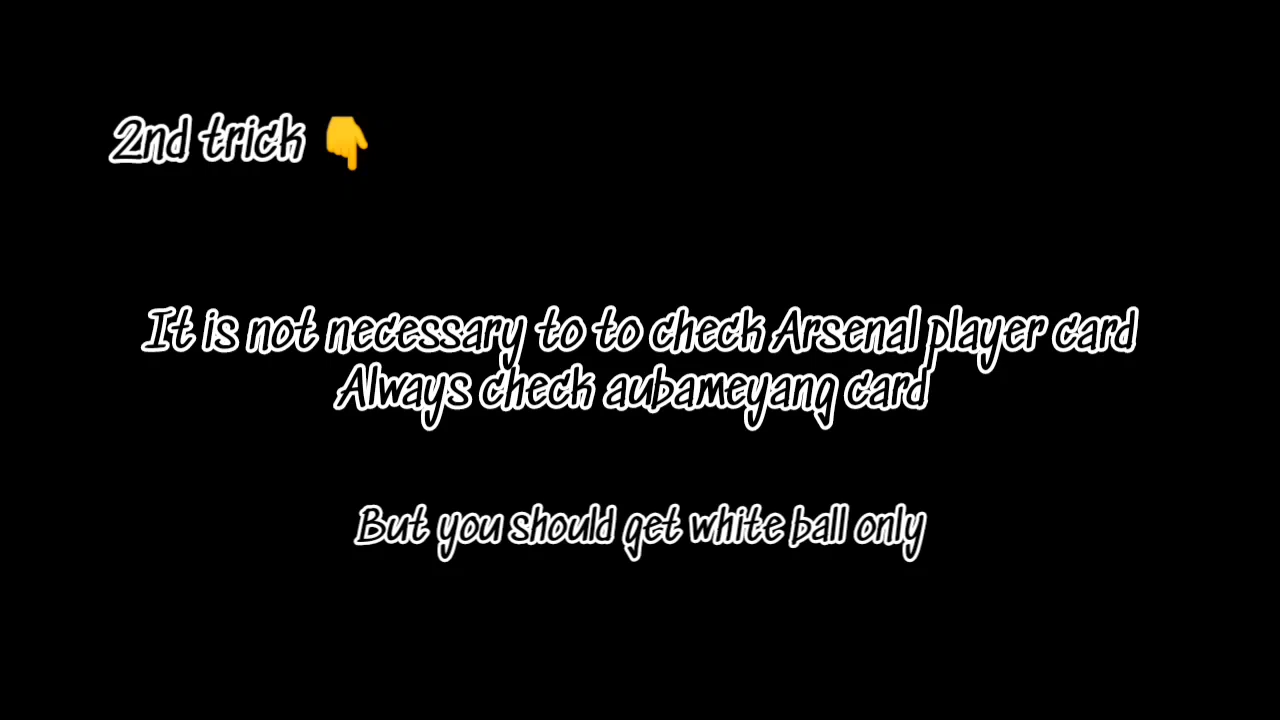 2nd trick 👇
It is not necessary to to check Arsenal player card
Always check aubameyang card
But you should get white ball only